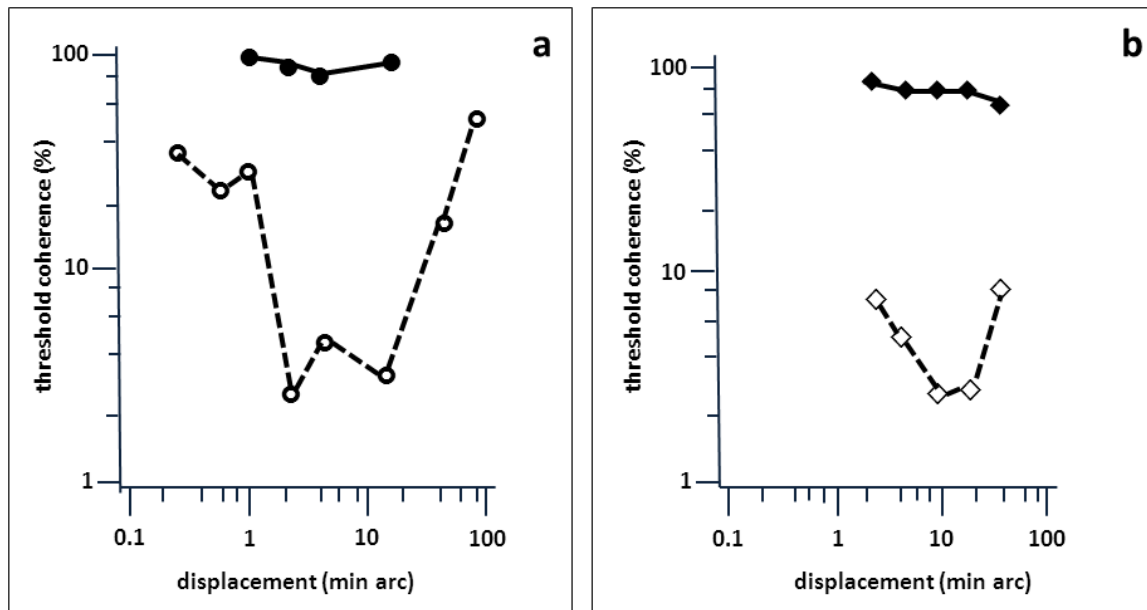 a
100
10
1
threshold coherence (%)
0.1 1 10 100
displacement (min arc)
b
100
10
1
threshold coherence (%)
0.1 1 10 100
displacement (min arc)